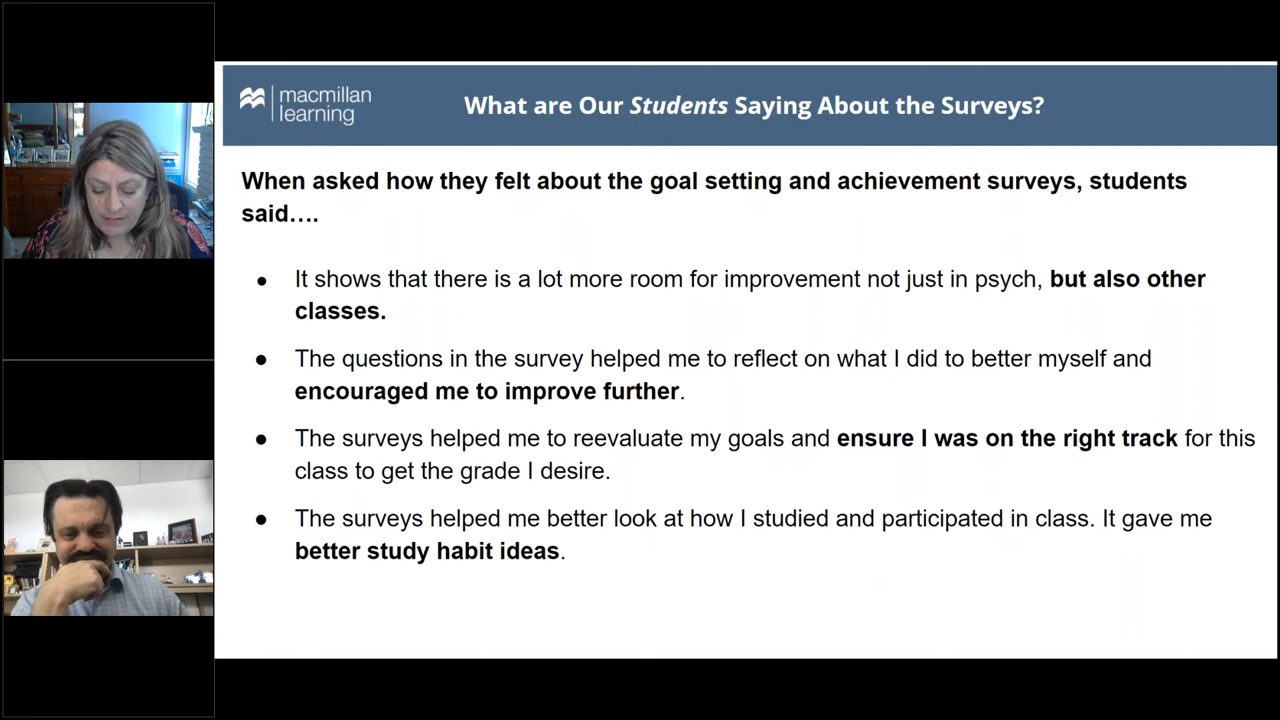 macmillan
learning
What are Our Students Saying About the Surveys?
When asked how they felt about the goal setting and achievement surveys, students
said….
● It shows that there is a lot more room for improvement not just in psych, but also other
classes.
● The questions in the survey helped me to reflect on what I did to better myself and
encouraged me to improve further.
● The surveys helped me to reevaluate my goals and ensure I was on the right track for this
class to get the grade I desire.
● The surveys helped me better look at how I studied and participated in class. It gave me
better study habit ideas.